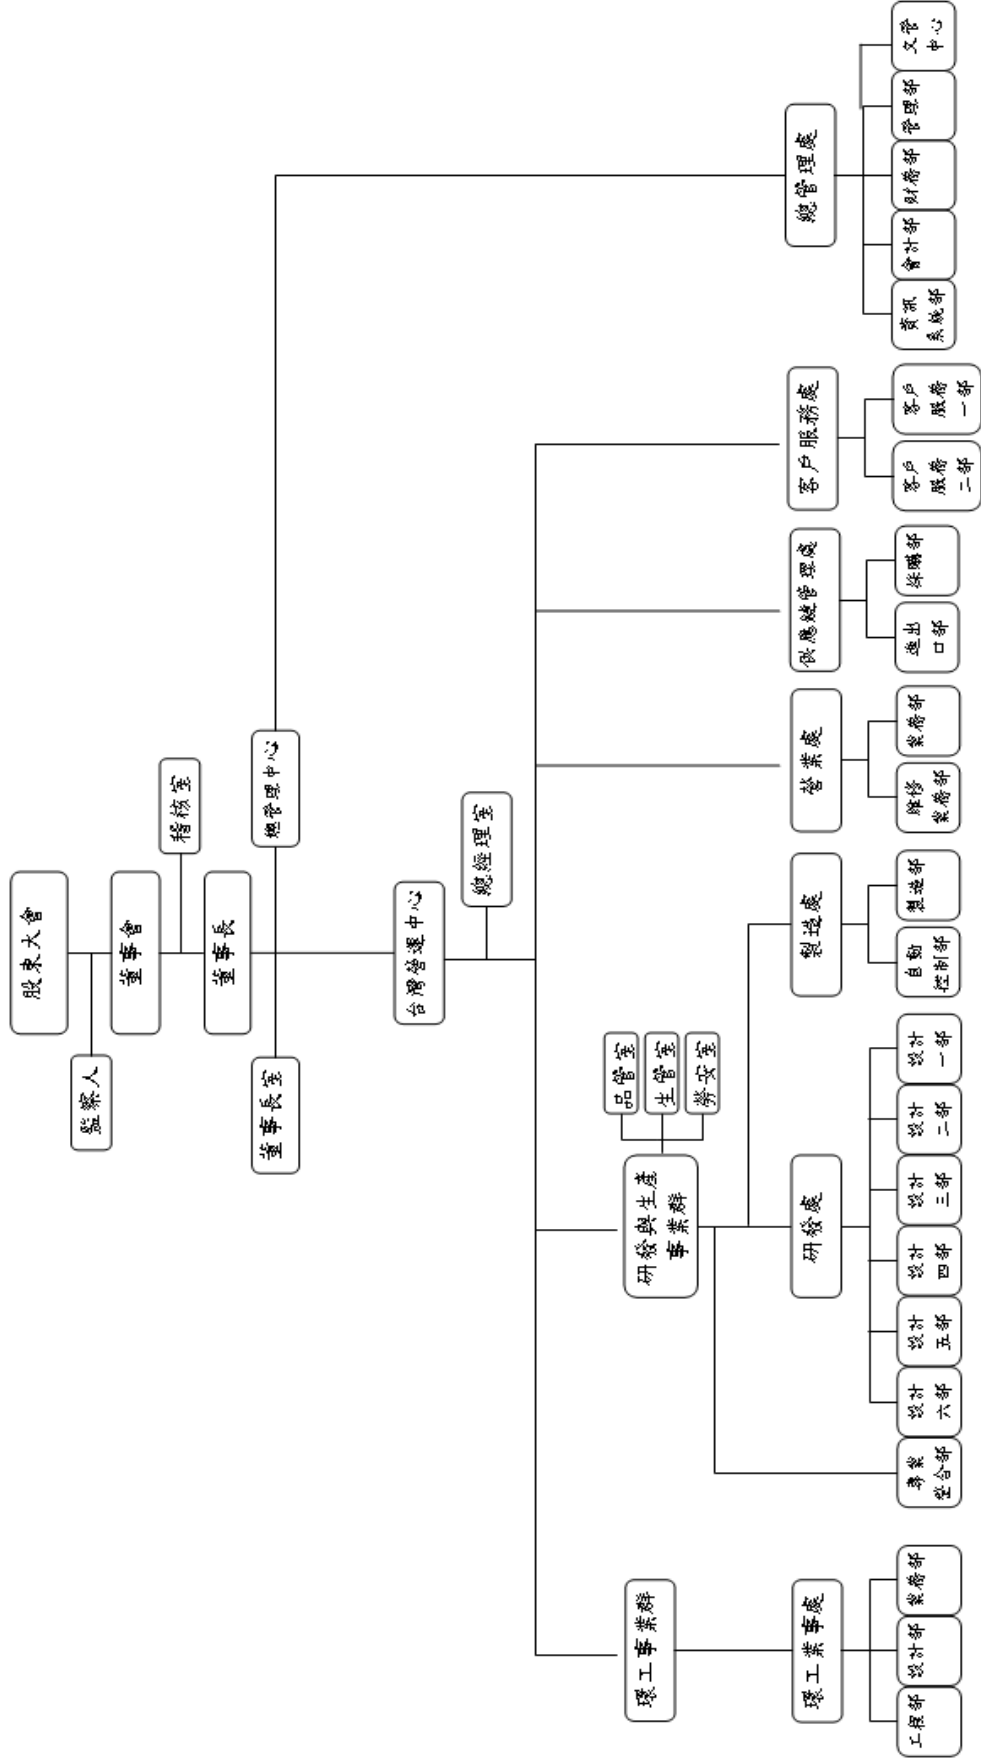 股東大會
監察人
董事會
稽核室
董事長
董事長室
總管理中心
台灣營運中心
總經理室
環工事業群
研發與生產
事業群
品管室
生管室
勞安室
環工業事處
研發處
製造處
營業處
供應鏈管理處
客戶服務處
總管理處
工程部
設計部
業務部
專案
整合部
設計
六部
設計
五部
設計
四部
設計
三部
設計
二部
設計
一部
自動
控制部
製造部
維修
業務部
業務部
進出
口部
採購部
客戶
服務
二部
客戶
服務
一部
資訊
系統部
會計部
財務部
管理部
文管
中心